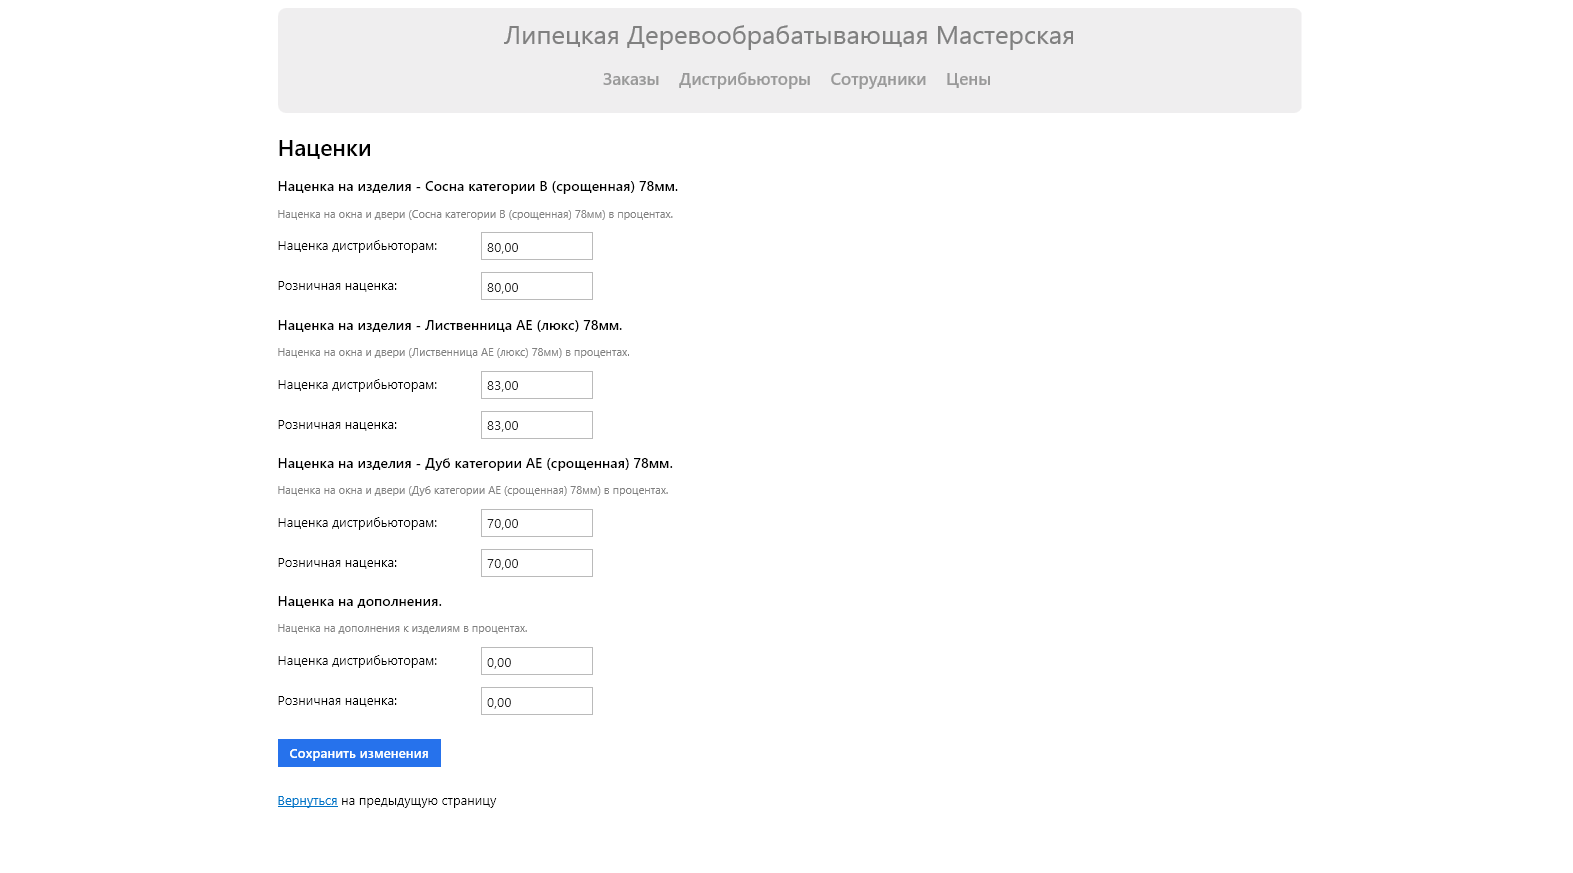 Липецкая Деревообрабатывающая Мастерская
Заказы Дистрибьюторы Сотрудники Цены
Наценки
Наценка на изделия - Сосна категории В (срощенная) 78мм.
Наценка на окна и двери (Сосна категории В (срощенная) 78мм) в процентах.
Наценка дистрибьюторам: 80,00
Розничная наценка: 80,00
Наценка на изделия - Лиственница АЕ (люкс) 78мм.
Наценка на окна и двери (Лиственница АЕ (люкс) 78мм) в процентах.
Наценка дистрибьюторам: 83,00
Розничная наценка: 83,00
Наценка на изделия - Дуб категории АЕ (срощенная) 78мм.
Наценка на окна и двери (Дуб категории АЕ (срощенная) 78мм) в процентах.
Наценка дистрибьюторам: 70,00
Розничная наценка: 70,00
Наценка на дополнения.
Наценка на дополнения к изделиям в процентах.
Наценка дистрибьюторам: 0,00
Розничная наценка: 0,00
Сохранить изменения
Вернуться на предыдущую страницу